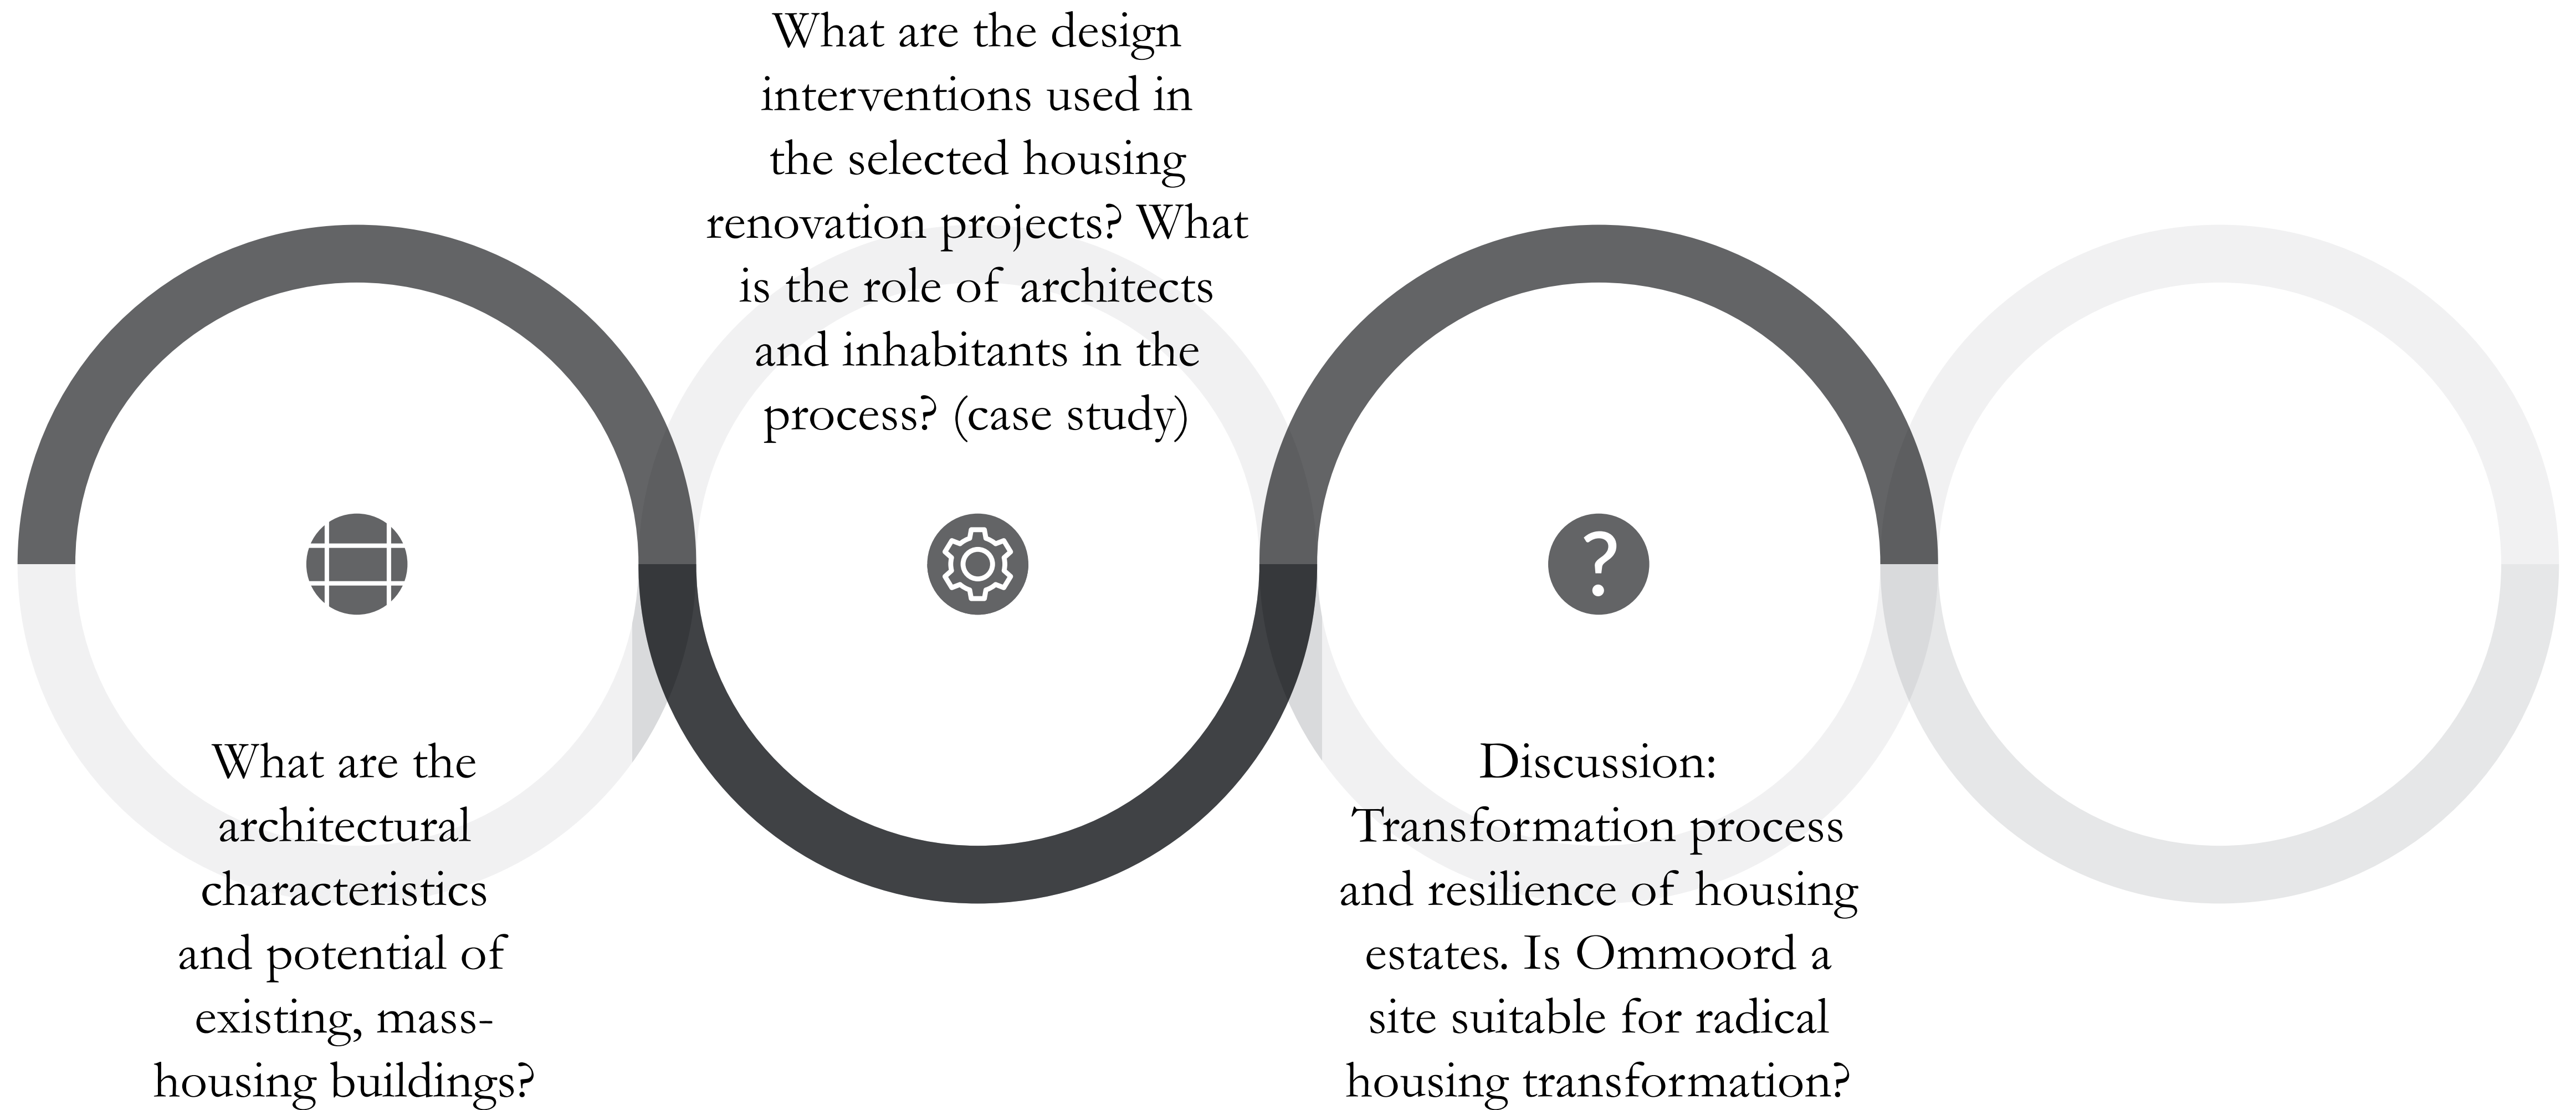 What are the design
interventions used in
the selected housing
renovation projects? What
is the role of architects
and inhabitants in the
process? (case study)
?
What are the
architectural
characteristics
and potential of
existing, mass-
housing buildings?
Discussion:
Transformation process
and resilience of housing
estates. Is Ommoord a
site suitable for radical
housing transformation?